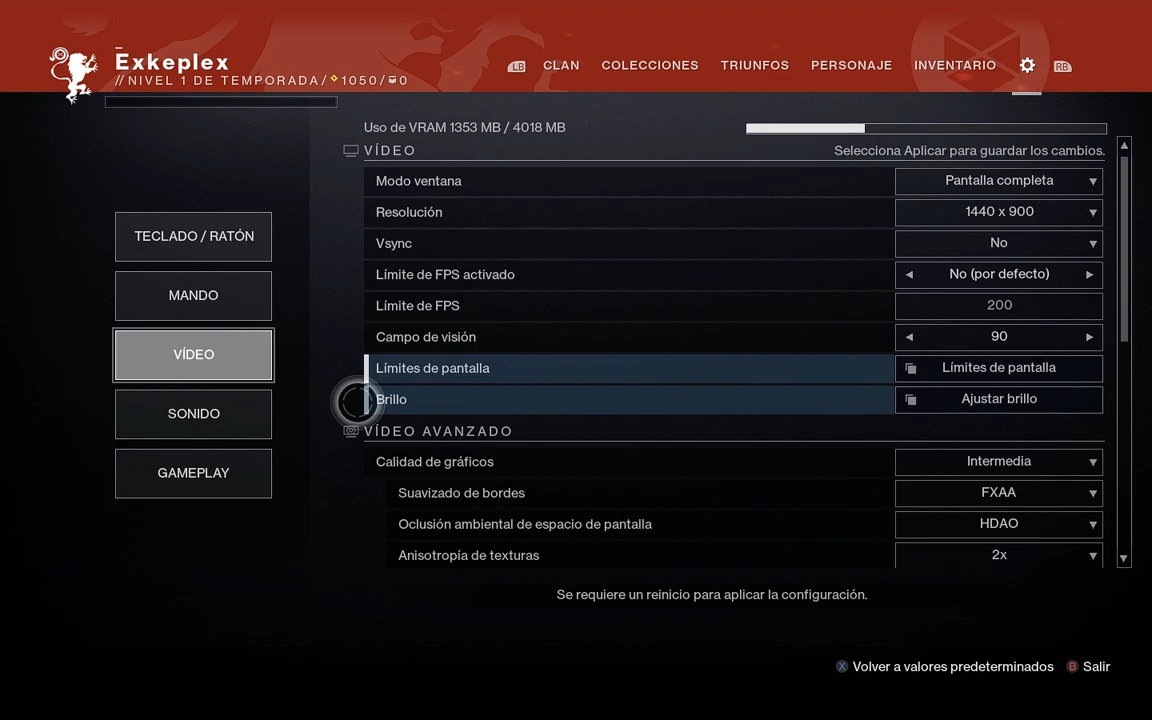 Exkeplex
//NIVEL 1 DE TEMPORADA/ 1050/ 0
LB CLAN COLECCIONES TRIUNFOS PERSONAJE INVENTARIO RB
Uso de VRAM 1353 MB / 4018 MB
VÍDEO Selecciona Aplicar para guardar los cambios.
Modo ventana Pantalla completa
Resolución 1440 x 900
Vsync No
Límite de FPS activado No (por defecto)
Límite de FPS 200
Campo de visión 90
Límites de pantalla Límites de pantalla
Brillo Ajustar brillo
VÍDEO AVANZADO
Calidad de gráficos Intermedia
Suavizado de bordes FXAA
Oclusión ambiental de espacio de pantalla HDAO
Anisotropía de texturas 2x
TECLADO / RATÓN
MANDO
VÍDEO
SONIDO
GAMEPLAY
Se requiere un reinicio para aplicar la configuración.
X Volver a valores predeterminados B Salir